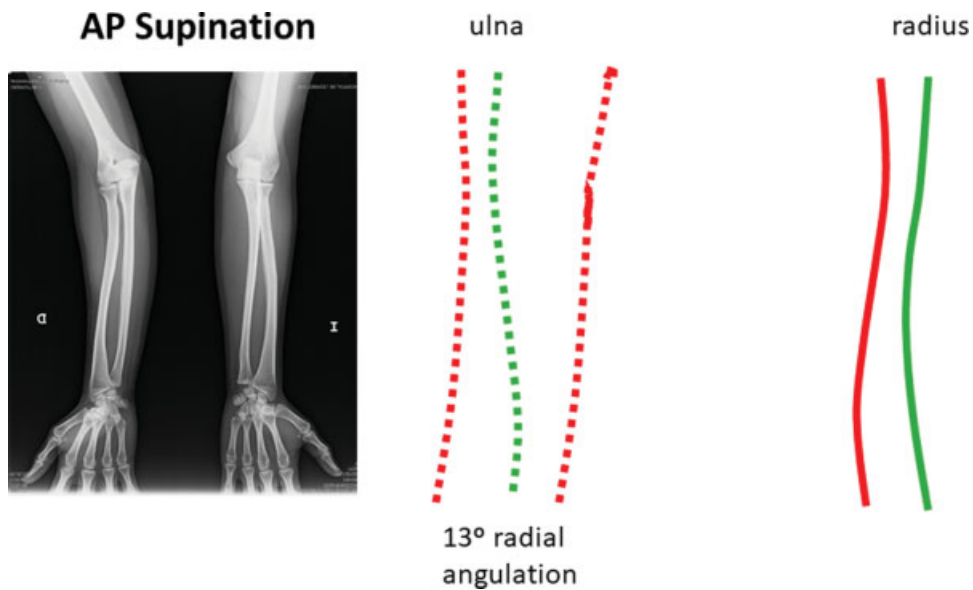 AP Supination
ulna
radius
D
I
13º radial
angulation